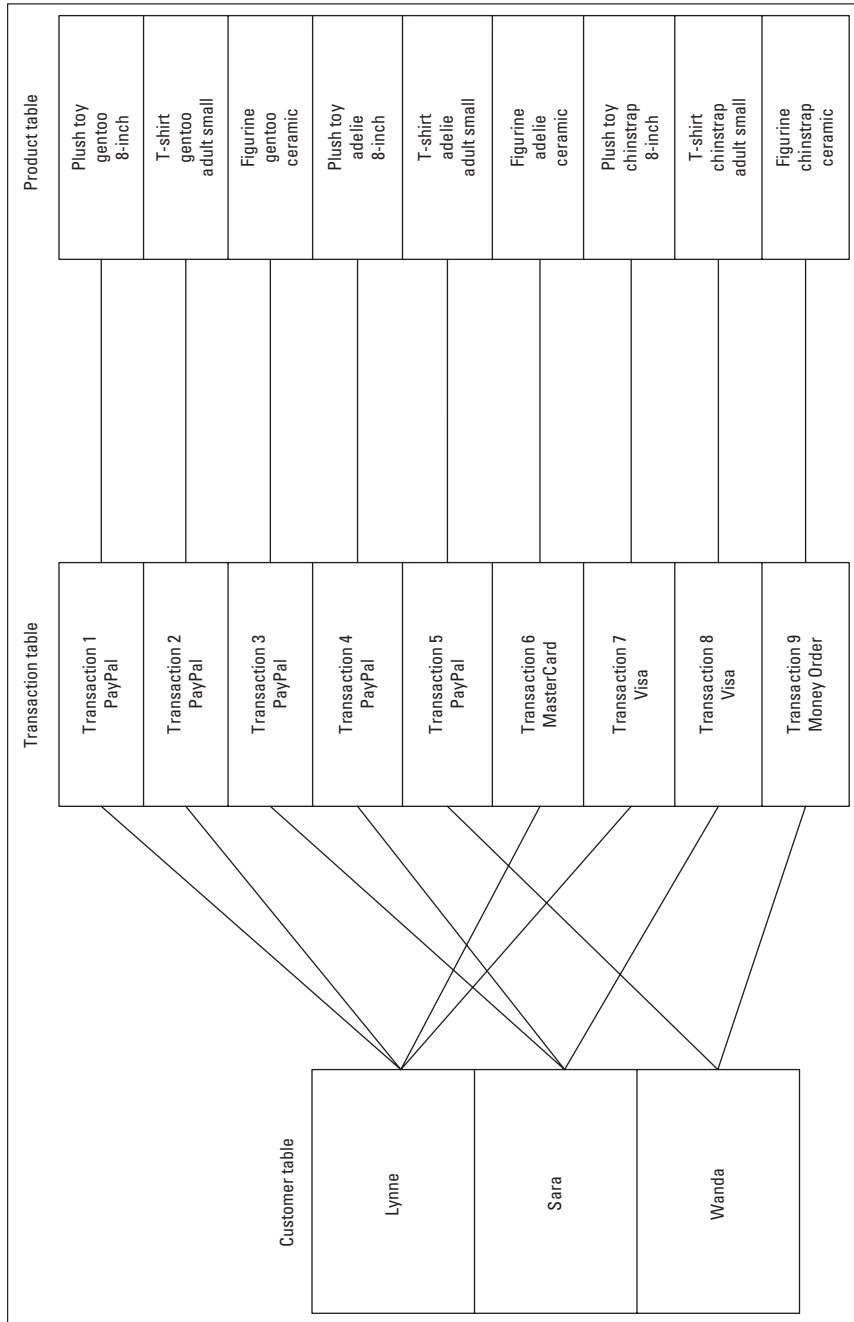 Customer table
Lynne
Sara
Wanda
Transaction table
Transaction 1
PayPal
Transaction 2
PayPal
Transaction 3
PayPal
Transaction 4
PayPal
Transaction 5
PayPal
Transaction 6
MasterCard
Transaction 7
Visa
Transaction 8
Visa
Transaction 9
Money Order
Product table
Plush toy
gentoo
8-inch
T-shirt
gentoo
adult small
Figurine
gentoo
ceramic
Plush toy
adelie
8-inch
T-shirt
adelie
adult small
Figurine
adelie
ceramic
Plush toy
chinstrap
8-inch
T-shirt
chinstrap
adult small
Figurine
chinstrap
ceramic